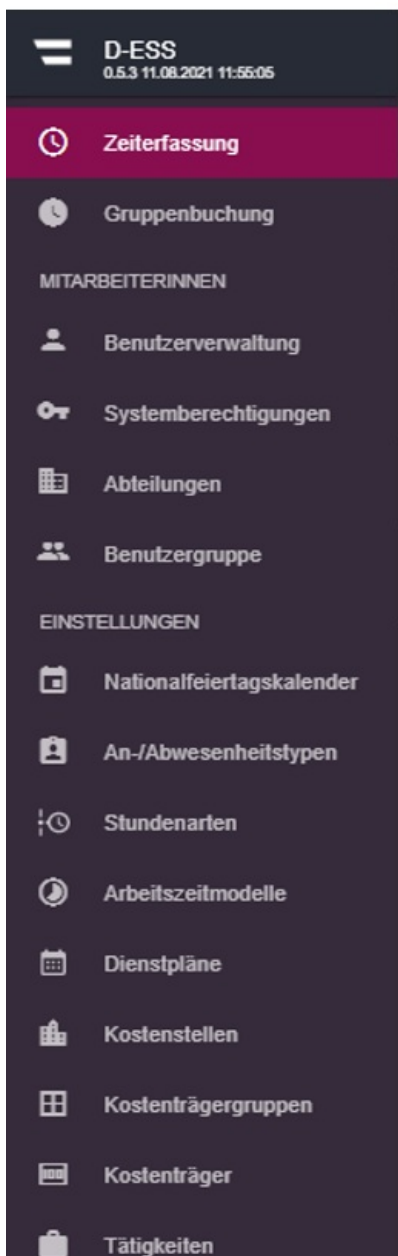 D-ESS
0.5.3 11.08.2021 11:55:05
Zeiterfassung
Gruppenbuchung
MITARBEITERINNEN
Benutzerverwaltung
Systemberechtigungen
Abteilungen
Benutzergruppe
EINSTELLUNGEN
Nationalfeiertagskalender
An-/Abwesenheitstypen
Stundenarten
Arbeitszeitmodelle
Dienstpläne
Kostenstellen
Kostenträgergruppen
Kostenträger
Tätigkeiten